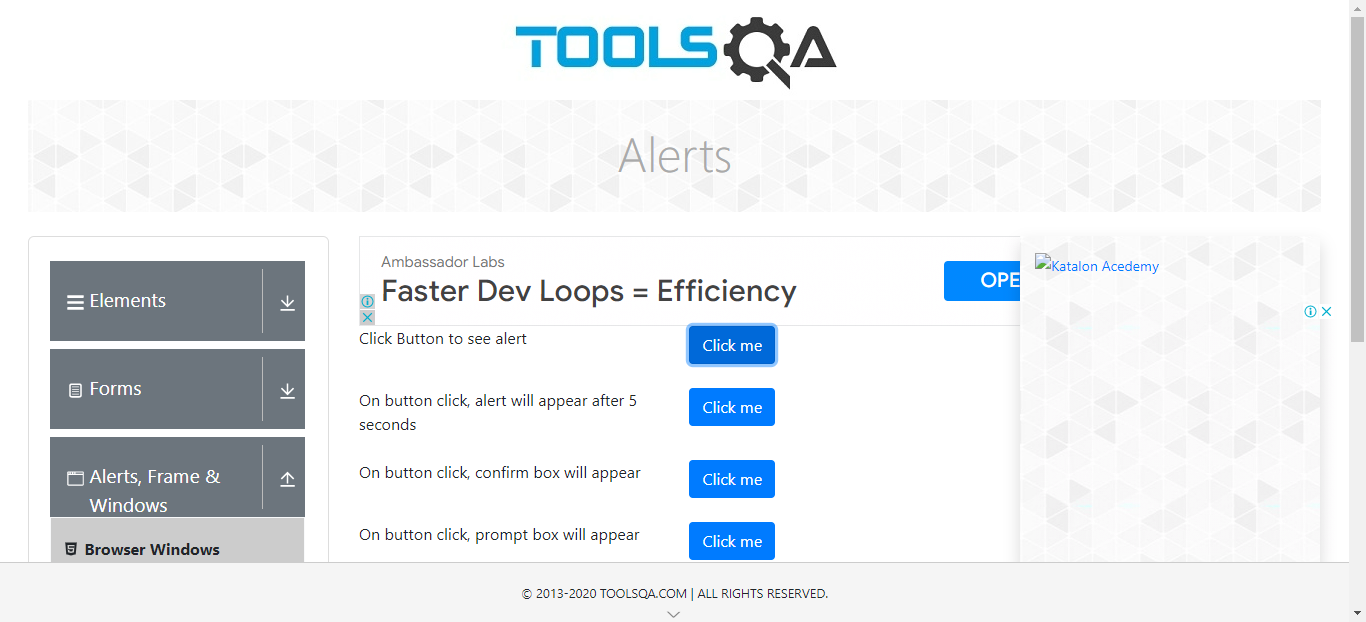 TOOLSQA
Alerts
Elements
Forms
Alerts, Frame &
Windows
Browser Windows
Ambassador Labs
Faster Dev Loops = Efficiency
OPE
Click Button to see alert
Click me
On button click, alert will appear after 5
seconds
Click me
On button click, confirm box will appear
Click me
On button click, prompt box will appear
Click me
Katalon Acedemy
© 2013-2020 TOOLSQA.COM | ALL RIGHTS RESERVED.